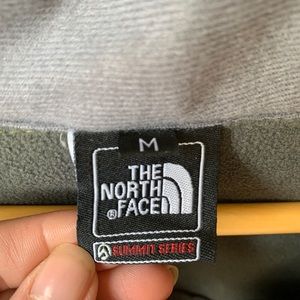 M
THE
NORTH
®FACE
SUMMIT SERIES